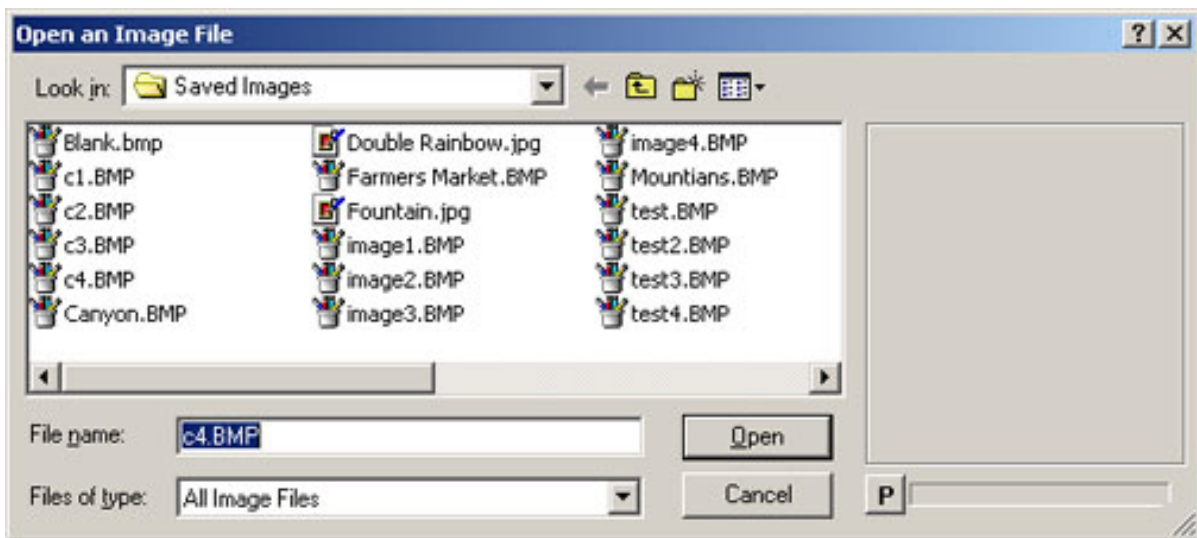 Open an Image File
Look in: Saved Images
Blank.bmp
c1.BMP
c2.BMP
c3.BMP
c4.BMP
Canyon.BMP
Double Rainbow.jpg
Farmers Market.BMP
Fountain.jpg
image1.BMP
image2.BMP
image3.BMP
image4.BMP
Mountians.BMP
test.BMP
test2.BMP
test3.BMP
test4.BMP
File name: c4.BMP
Open
Files of type: All Image Files
Cancel
P